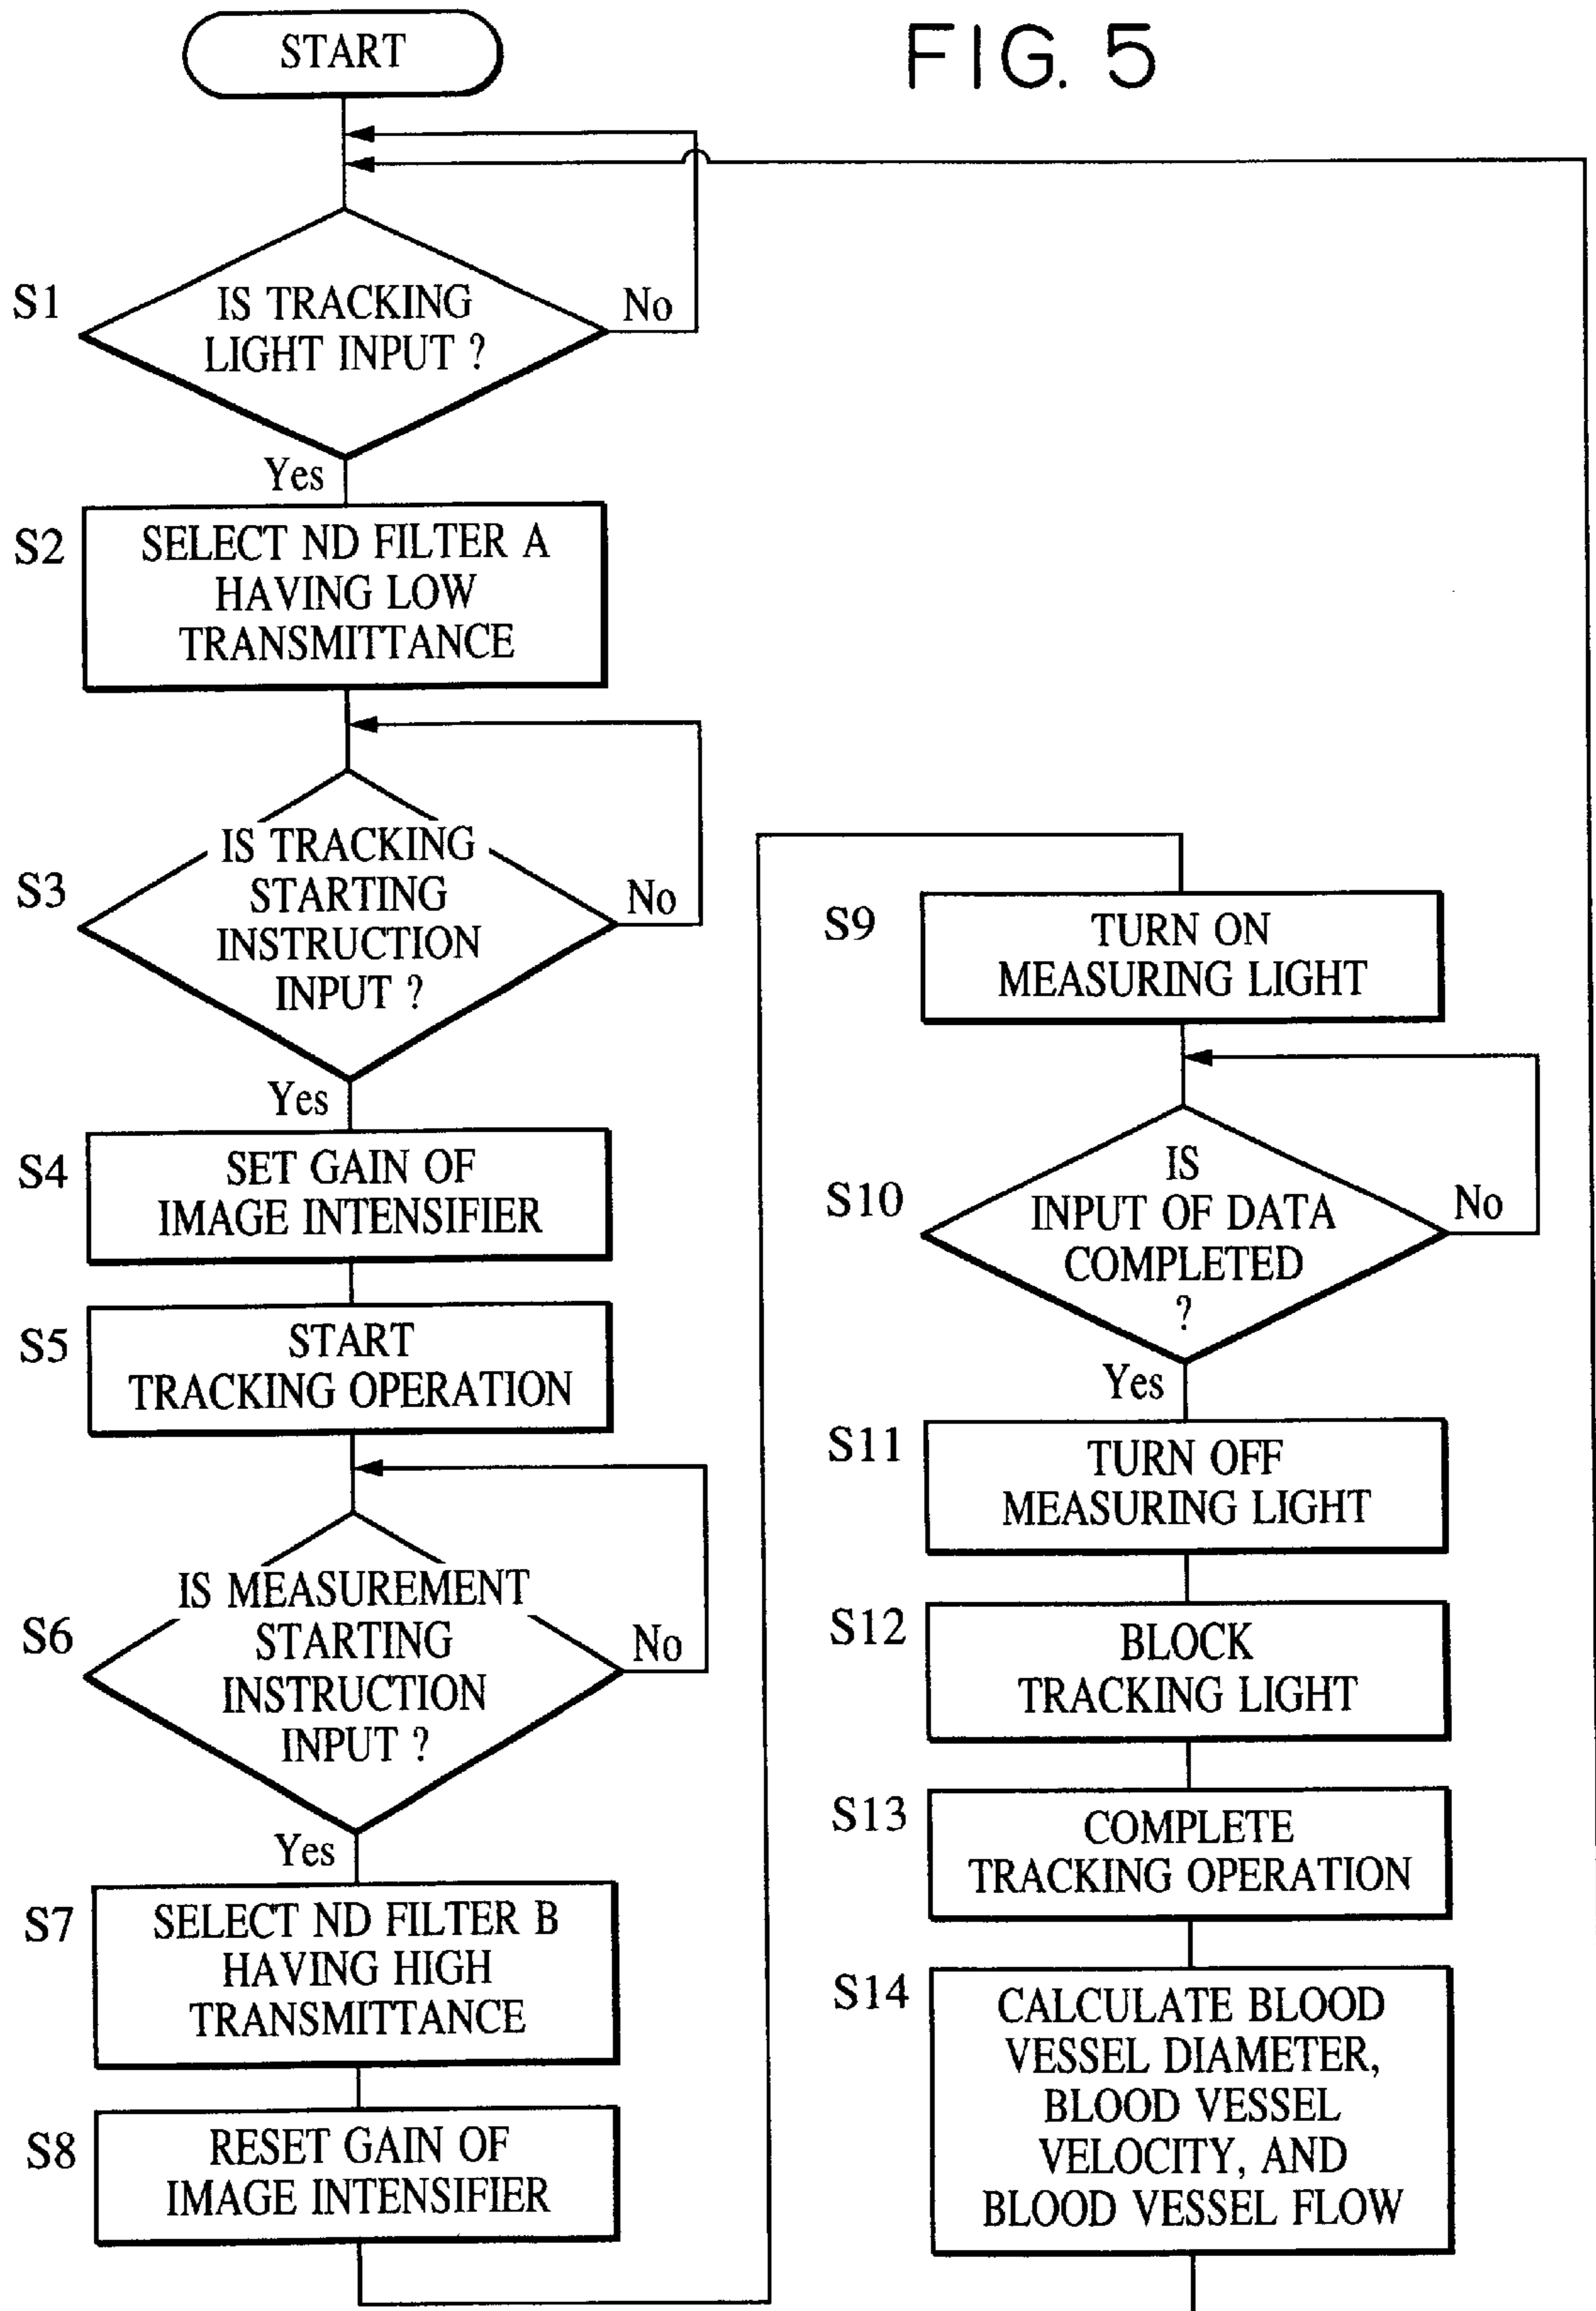 FIG. 5
START
S1
IS TRACKING
LIGHT INPUT ?
No
Yes
S2
SELECT ND FILTER A
HAVING LOW
TRANSMITTANCE
S3
IS TRACKING
STARTING
INSTRUCTION
INPUT ?
No
Yes
S4
SET GAIN OF
IMAGE INTENSIFIER
S5
START
TRACKING OPERATION
S6
IS MEASUREMENT
STARTING
INSTRUCTION
INPUT ?
No
Yes
S7
SELECT ND FILTER B
HAVING HIGH
TRANSMITTANCE
S8
RESET GAIN OF
IMAGE INTENSIFIER
S9
TURN ON
MEASURING LIGHT
S10
IS
INPUT OF DATA
COMPLETED
?
No
Yes
S11
TURN OFF
MEASURING LIGHT
S12
BLOCK
TRACKING LIGHT
S13
COMPLETE
TRACKING OPERATION
S14
CALCULATE BLOOD
VESSEL DIAMETER,
BLOOD VESSEL
VELOCITY, AND
BLOOD VESSEL FLOW